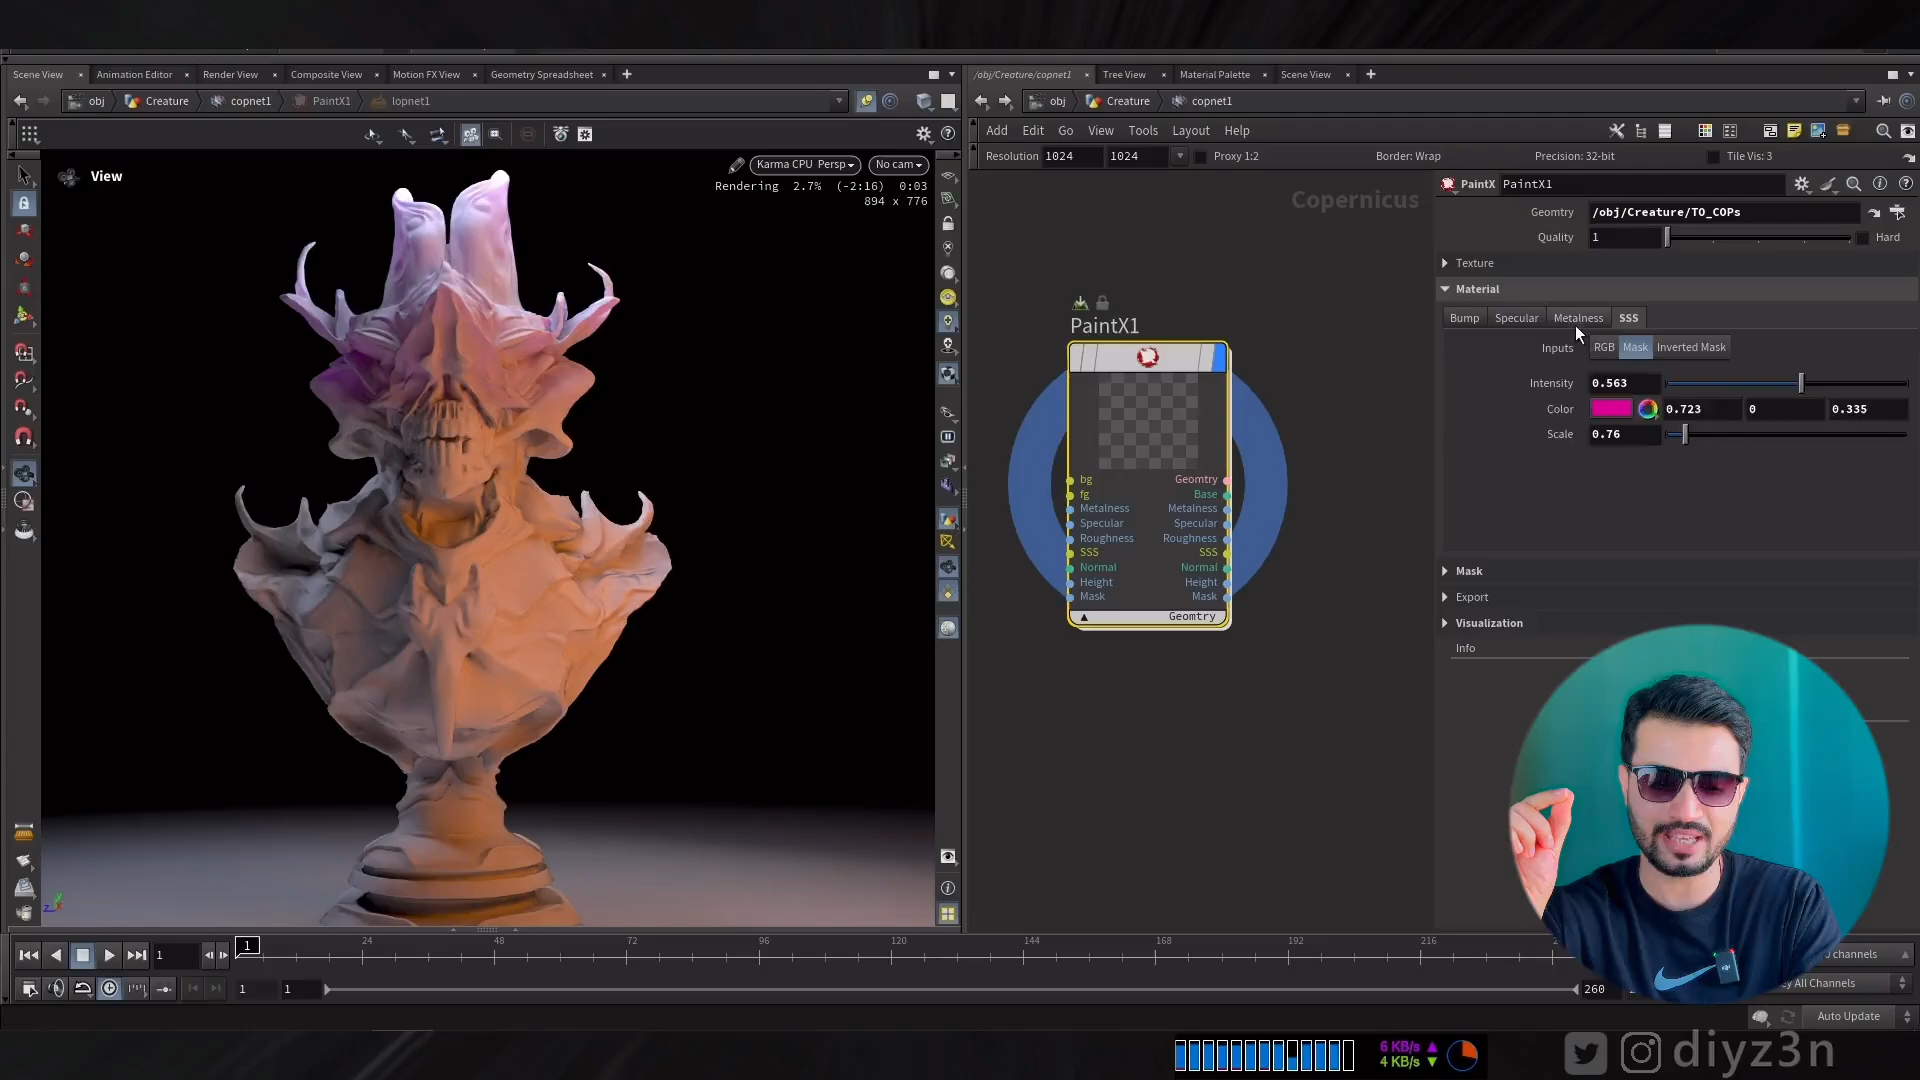 Scene View × Animation Editor × Render View × Composite View × Motion FX View × Geometry Spreadsheet × +
/obj/Creature/copnet1 × Tree View × Material Palette × Scene View × +
obj Creature copnet1 PaintX1 lopnet1
obj Creature copnet1
Add Edit Go View Tools Layout Help
Resolution 1024 1024 Proxy 1:2 Border: Wrap Precision: 32-bit Tile Vis: 3
View
Karma CPU Persp No cam
Rendering 2.7% (-2:16) 0:03
894 x 776
Copernicus
PaintX1
bg Geomtry
fg Base
Metalness Metalness
Specular Specular
Roughness Roughness
SSS SSS
Normal Normal
Height Height
Mask Mask
Geomtry
PaintX PaintX1
Geomtry /obj/Creature/TO_COPs
Quality 1 Hard
Texture
Material
Bump Specular Metalness SSS
Inputs RGB Mask Inverted Mask
Intensity 0.563
Color 0.723 0 0.335
Scale 0.76
Mask
Export
Visualization
Info
1 1 24 48 72 96 120 144 168 192 216
channels
1 1 260
ey All Channels
Auto Update
6 KB/s
4 KB/s
diyz3n